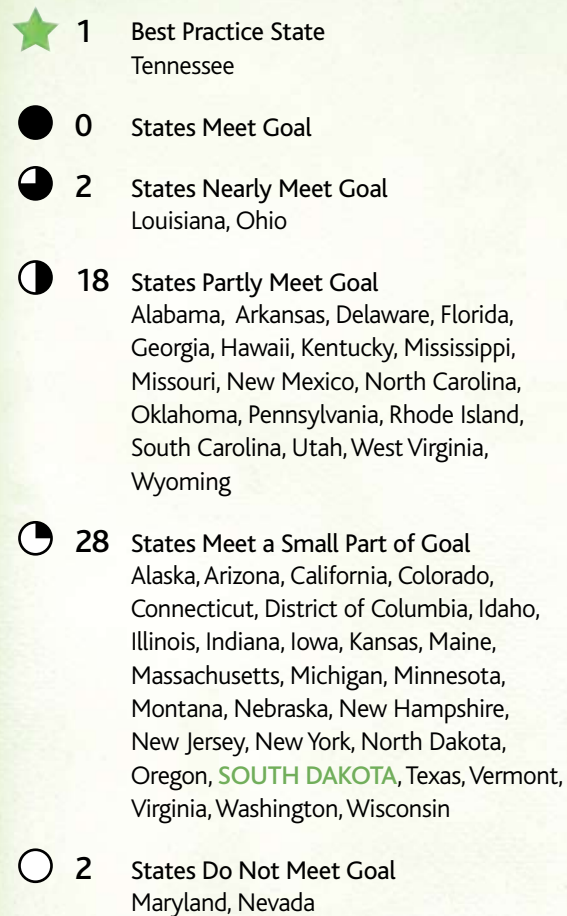 1 Best Practice State
Tennessee
0 States Meet Goal
2 States Nearly Meet Goal
Louisiana, Ohio
18 States Partly Meet Goal
Alabama, Arkansas, Delaware, Florida,
Georgia, Hawaii, Kentucky, Mississippi,
Missouri, New Mexico, North Carolina,
Oklahoma, Pennsylvania, Rhode Island,
South Carolina, Utah, West Virginia,
Wyoming
28 States Meet a Small Part of Goal
Alaska, Arizona, California, Colorado,
Connecticut, District of Columbia, Idaho,
Illinois, Indiana, Iowa, Kansas, Maine,
Massachusetts, Michigan, Minnesota,
Montana, Nebraska, New Hampshire,
New Jersey, New York, North Dakota,
Oregon, SOUTH DAKOTA, Texas, Vermont,
Virginia, Washington, Wisconsin
2 States Do Not Meet Goal
Maryland, Nevada